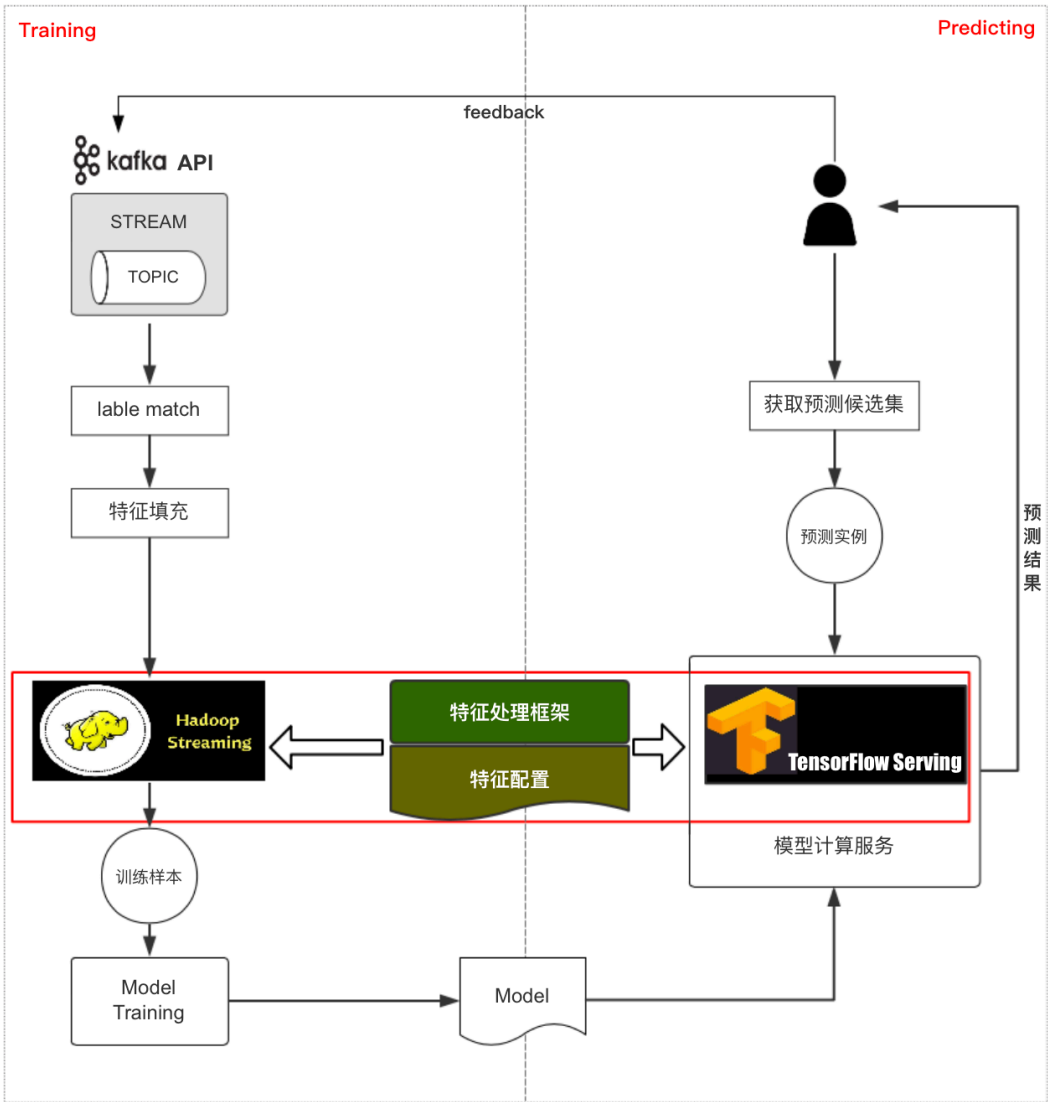 Training
Predicting
feedback
kafka API
STREAM
TOPIC
lable match
获取预测候选集
特征填充
预测实例
预
测
结
果
Hadoop
Streaming
特征处理框架
特征配置
TensorFlow Serving
模型计算服务
训练样本
Model
Training
Model